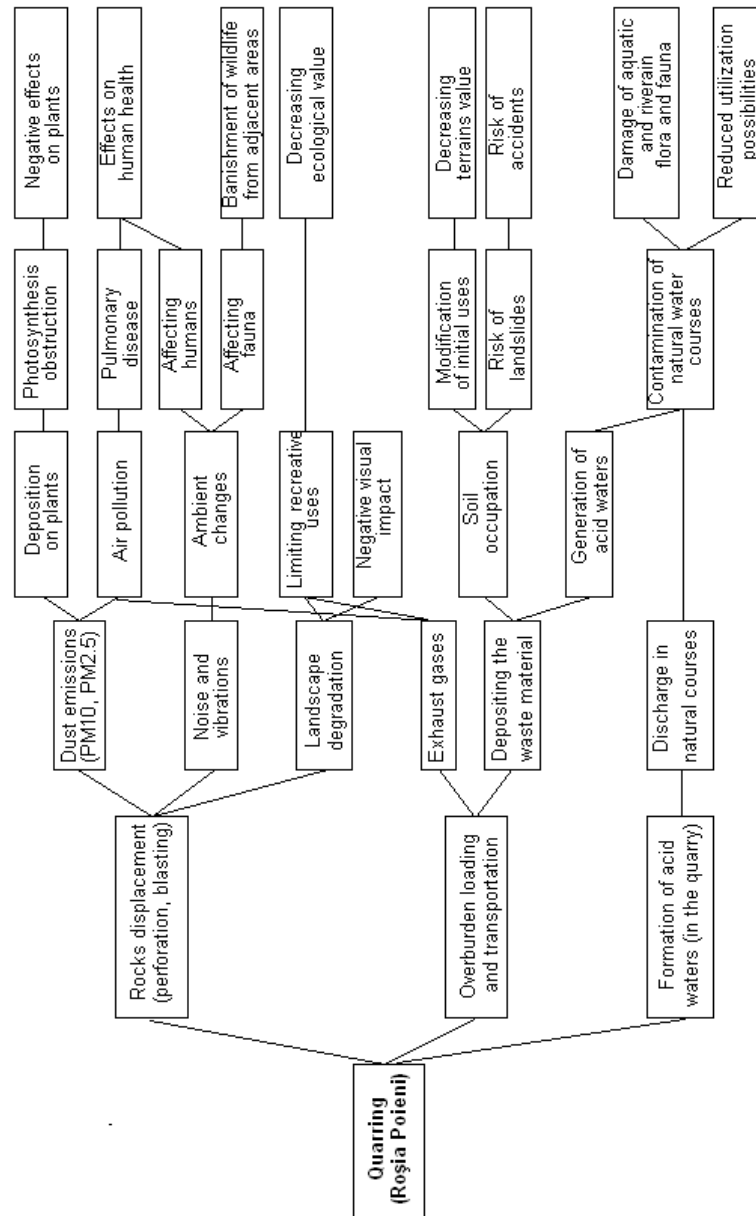 Quarring
(Roşia Poieni)
Rocks displacement
(perforation, blasting)
Overburden loading
and transportation
Formation of acid
waters (in the quarry)
Dust emissions
(PM10, PM2.5)
Noise and
vibrations
Landscape
degradation
Exhaust gases
Depositing the
waste material
Discharge in
natural courses
Deposition
on plants
Air pollution
Ambient
changes
Limiting recreative
uses
Negative visual
impact
Soil
occupation
Generation of
acid waters
Photosynthesis
obstruction
Pulmonary
disease
Affecting
humans
Affecting
fauna
Modification
of initial uses
Risk of
landslides
Contamination of
natural water
courses
Negative effects
on plants
Effects on
human health
Banishment of wildlife
from adjacent areas
Decreasing
ecological value
Decreasing
terrains value
Risk of
accidents
Damage of aquatic
and riverain
flora and fauna
Reduced utilization
possibilities